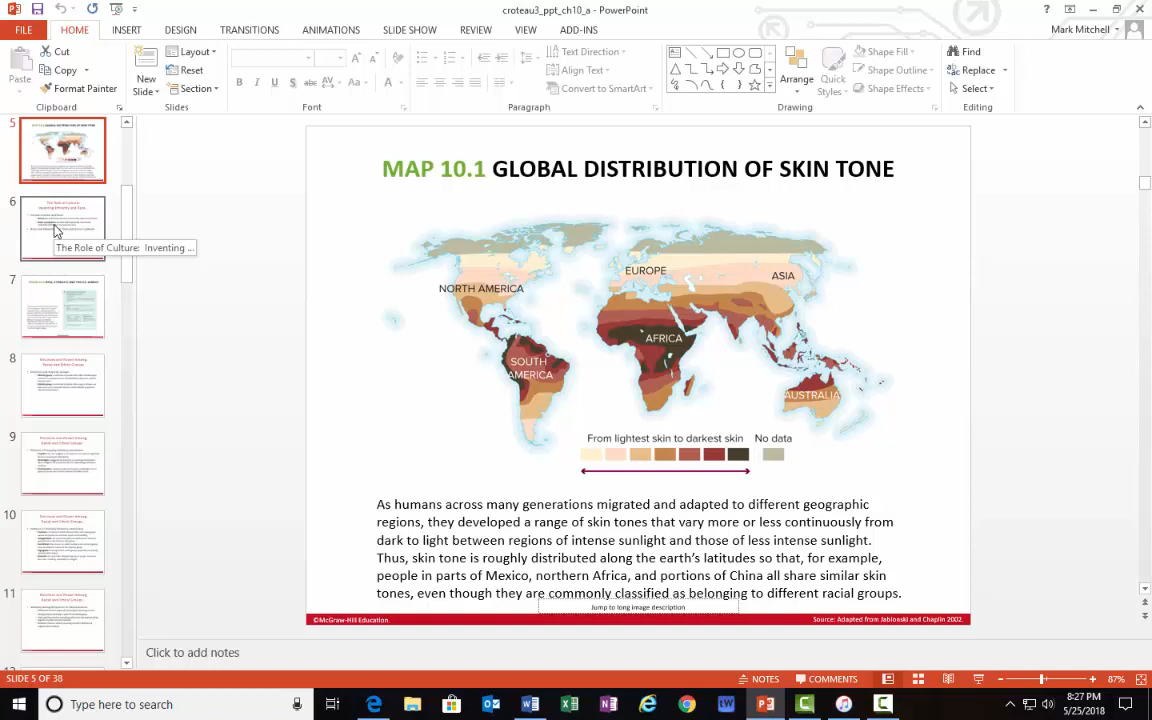 croteau3_ppt_ch10_a - PowerPoint
FILE HOME INSERT DESIGN TRANSITIONS ANIMATIONS SLIDE SHOW REVIEW VIEW ADD-INS Mark Mitchell
Cut
Copy
Format Painter
Paste
Clipboard
New
Slide
Layout
Reset
Section
Slides
B I U S abc AV Aa A
Font
Text Direction
Align Text
Convert to SmartArt
Paragraph
Arrange
Quick
Styles
Shape Fill
Shape Outline
Shape Effects
Drawing
Find
Replace
Select
Editing
5
6
The Role of Culture: Inventing ...
7
8
9
10
11
MAP 10.1 GLOBAL DISTRIBUTION OF SKIN TONE
EUROPE
ASIA
NORTH AMERICA
AFRICA
SOUTH
AMERICA
AUSTRALIA
From lightest skin to darkest skin No data
As humans across many generations migrated and adapted to different geographic
regions, they developed a range of skin tones that vary more or less continuously from
dark to light between regions of intense sunlight and those of less intense sunlight.
Thus, skin tone is roughly distributed along the earth's latitudes so that, for example,
people in parts of Mexico, northern Africa, and portions of China all share similar skin
tones, even though they are commonly classified as belonging to different racial groups.
Jump to long image description
©McGraw-Hill Education. Source: Adapted from Jablonski and Chaplin 2002.
Click to add notes
SLIDE 5 OF 38 NOTES COMMENTS 87%
Type here to search
8:27 PM
5/25/2018